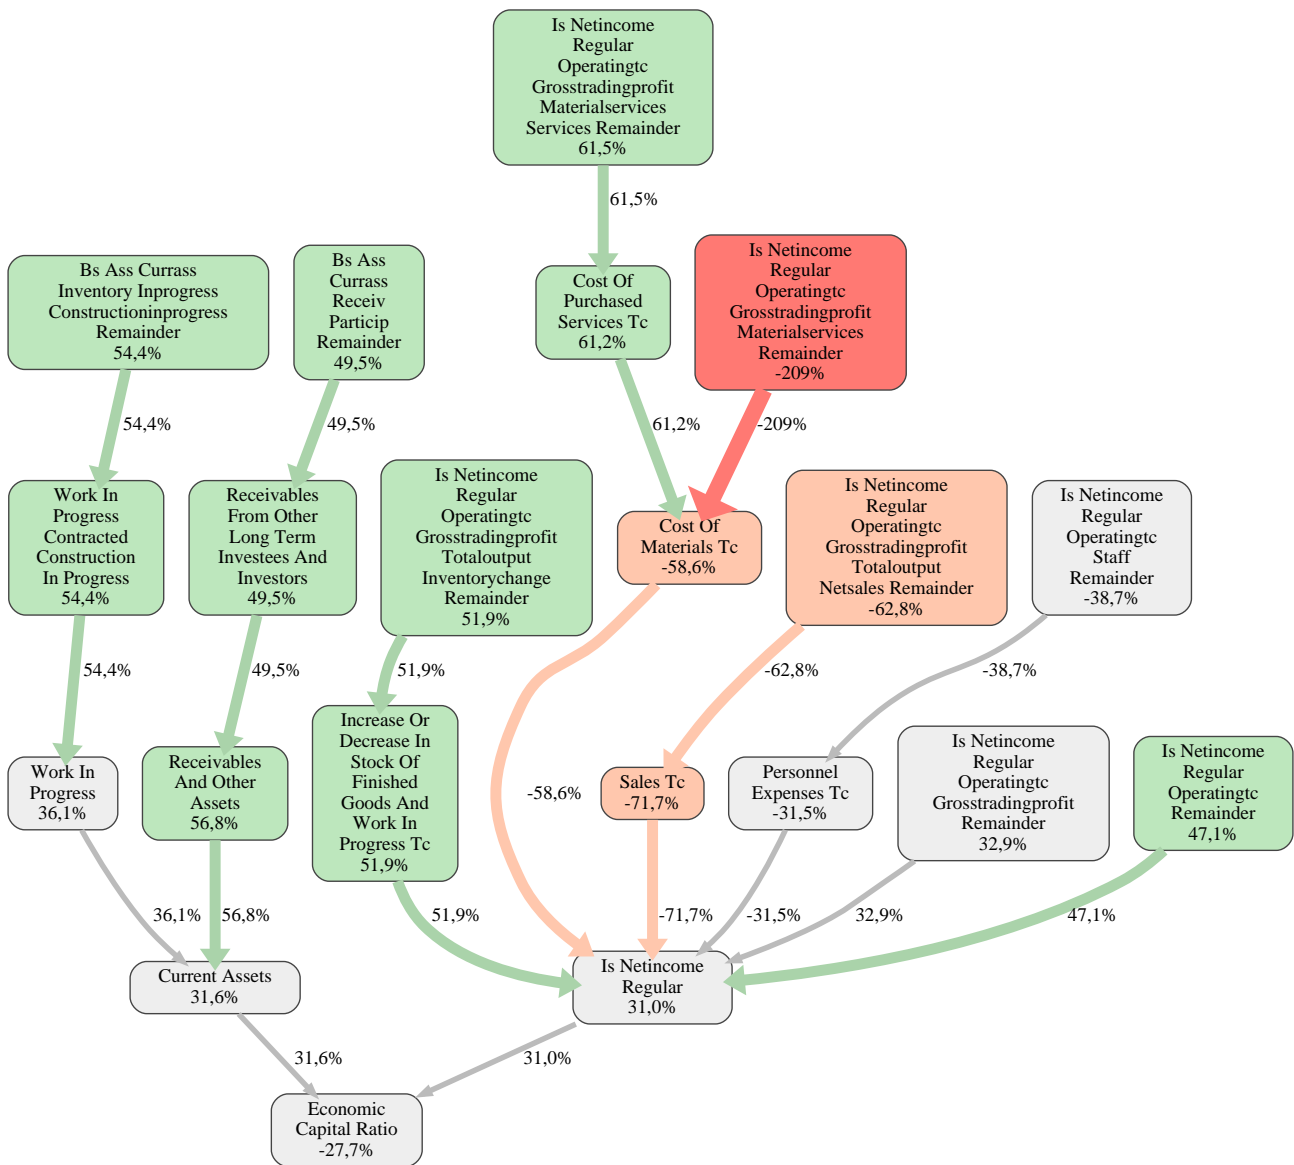 Is Netincome
Regular
Operatingtc
Grosstradingprofit
Materialservices
Services Remainder
61,5%
61,5%
Bs Ass Currass
Inventory Inprogress
Constructioninprogress
Remainder
54,4%
Bs Ass
Currass
Receiv
Particip
Remainder
49,5%
Cost Of
Purchased
Services Tc
61,2%
Is Netincome
Regular
Operatingtc
Grosstradingprofit
Materialservices
Remainder
-209%
54,4%
49,5%
61,2%
-209%
Work In
Progress
Contracted
Construction
In Progress
54,4%
Receivables
From Other
Long Term
Investees And
Investors
49,5%
Is Netincome
Regular
Operatingtc
Grosstradingprofit
Totaloutput
Inventorychange
Remainder
51,9%
Cost Of
Materials Tc
-58,6%
Is Netincome
Regular
Operatingtc
Grosstradingprofit
Totaloutput
Netsales Remainder
-62,8%
Is Netincome
Regular
Operatingtc
Staff
Remainder
-38,7%
54,4%
49,5%
51,9%
-62,8%
-38,7%
Work In
Progress
36,1%
Receivables
And Other
Assets
56,8%
Increase Or
Decrease In
Stock Of
Finished
Goods And
Work In
Progress Tc
51,9%
-58,6%
Sales Tc
-71,7%
Personnel
Expenses Tc
-31,5%
Is Netincome
Regular
Operatingtc
Grosstradingprofit
Remainder
32,9%
Is Netincome
Regular
Operatingtc
Remainder
47,1%
36,1%
56,8%
51,9%
-71,7%
-31,5%
32,9%
47,1%
Current Assets
31,6%
Is Netincome
Regular
31,0%
31,6%
31,0%
Economic
Capital Ratio
-27,7%